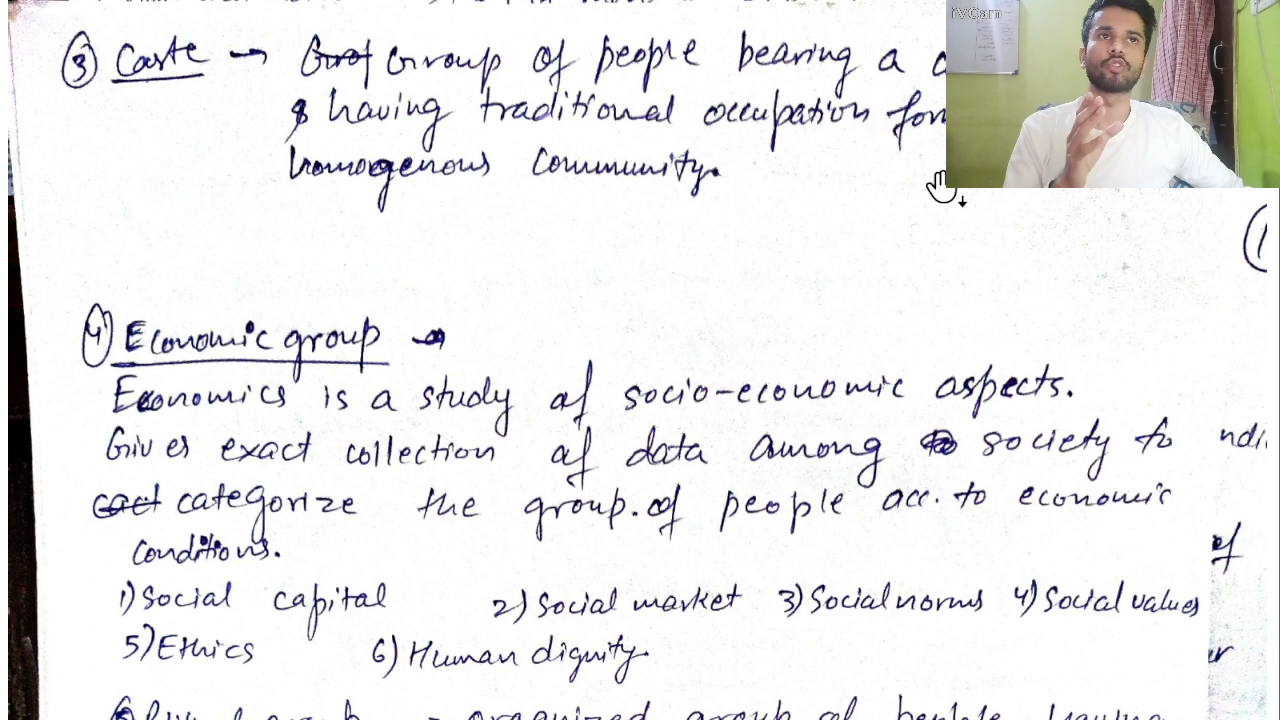 ③ Caste → Group of people bearing a
& having traditional occupation
homogenous community.
4) Economic group →
Economics is a study of socio-economic aspects.
Gives exact collection of data among society to
categorize the group of people acc. to economic
conditions.
1) Social capital 2) Social market 3) Social norms 4) Social values
5) Ethics 6) Human dignity
organized group of people having
ivCam